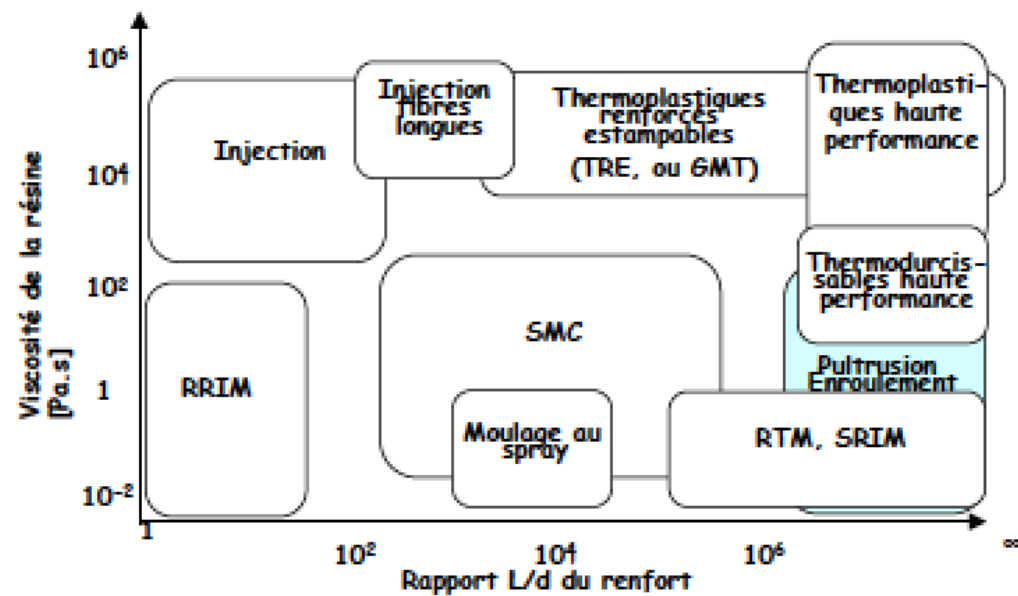 10⁶
10⁴
10²
1
10⁻²
Viscosité de la résine
[Pa.s]
Injection
Injection
fibres
longues
Thermoplastiques
renforcés
estampables
(TRE, ou GMT)
Thermoplasti-
ques haute
performance
Thermodurcis-
sables haute
performance
RRIM
SMC
Moulage au
spray
Pultrusion
Enroulement
RTM, SRIM
1
10²
10⁴
10⁶
∞
Rapport L/d du renfort